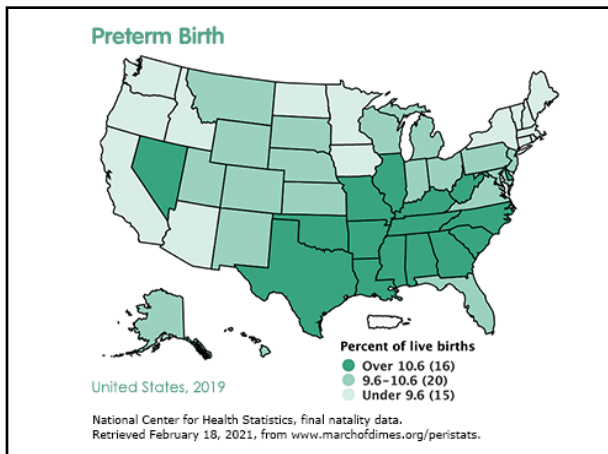 Preterm Birth
Percent of live births
Over 10.6 (16)
9.6–10.6 (20)
Under 9.6 (15)
United States, 2019
National Center for Health Statistics, final natality data.
Retrieved February 18, 2021, from www.marchofdimes.org/peristats.